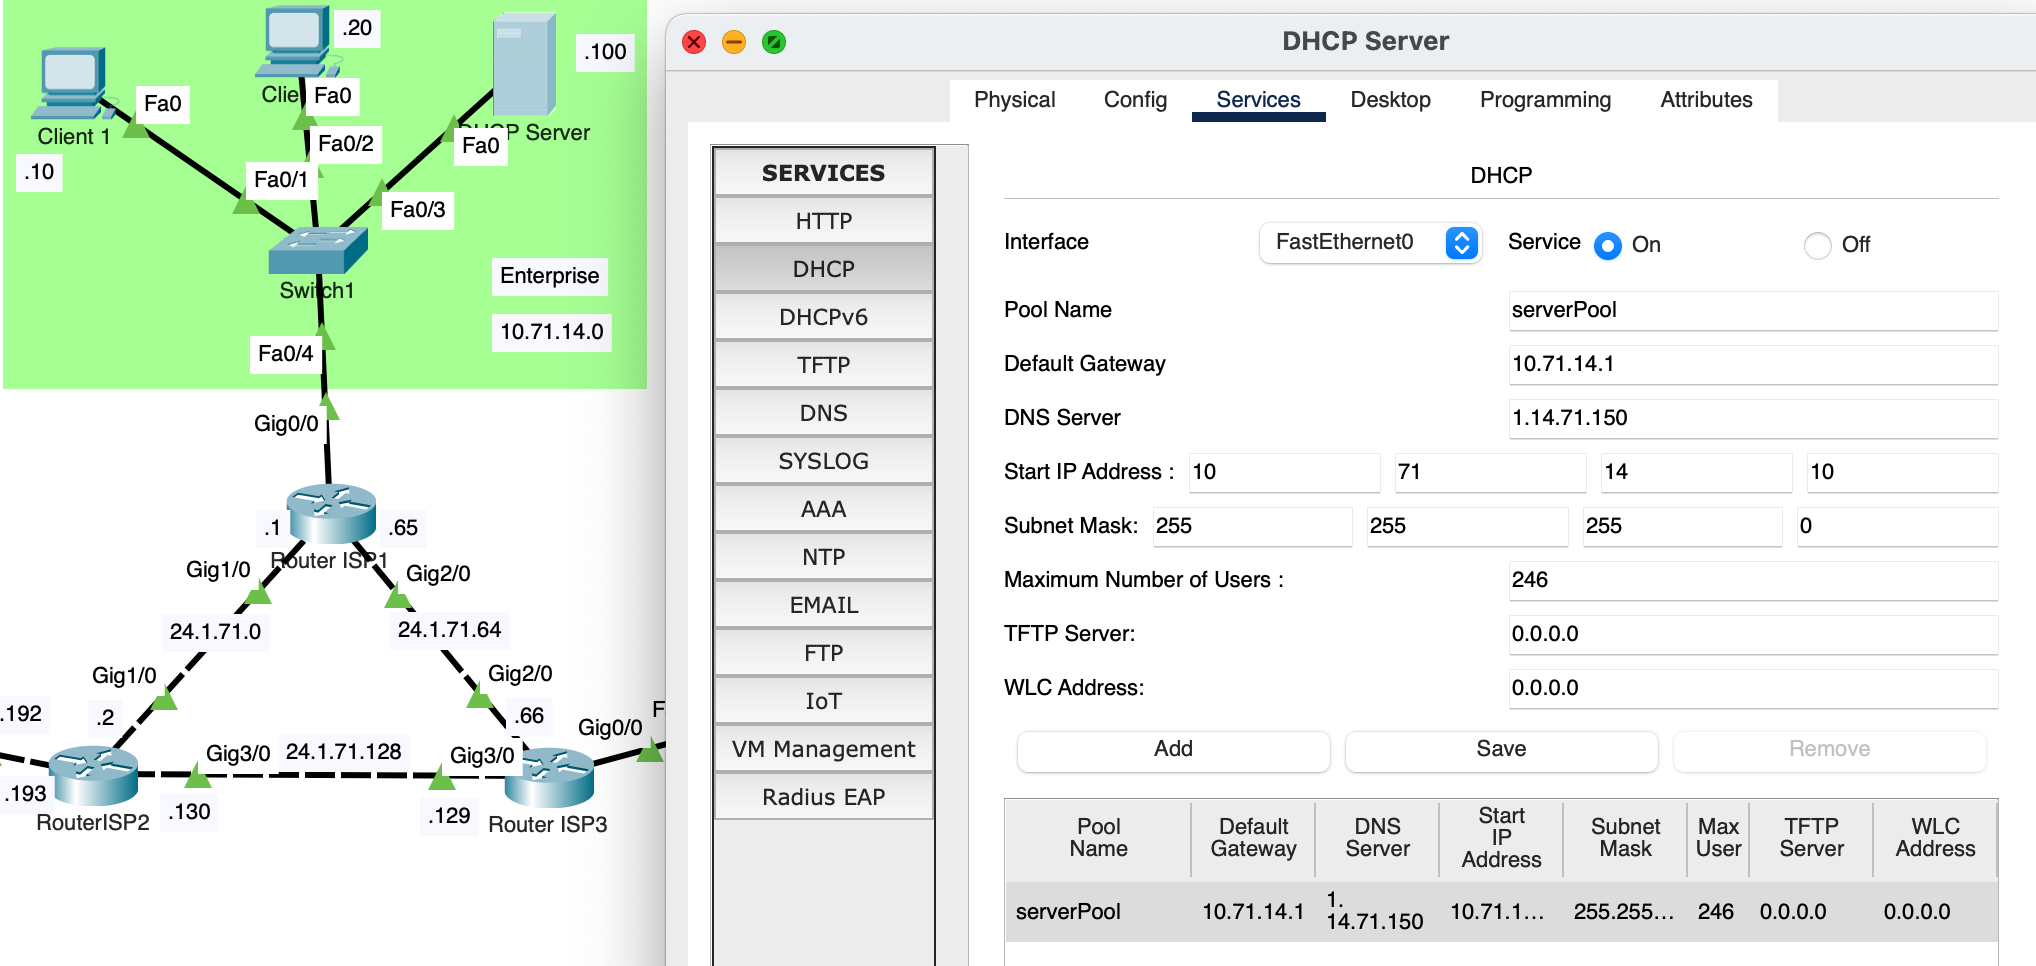 .20
.100
Fa0
Clie
Fa0
Client 1
Fa0/2
DHCP Server
Fa0
.10
Fa0/1
Fa0/3
Enterprise
Switch1
10.71.14.0
Fa0/4
Gig0/0
.1
.65
Router ISP1
Gig1/0
Gig2/0
24.1.71.0
24.1.71.64
Gig1/0
Gig2/0
.192
.2
.66
Gig0/0
F
Gig3/0
24.1.71.128
Gig3/0
.193
.130
.129
RouterISP2
Router ISP3
DHCP Server
Physical
Config
Services
Desktop
Programming
Attributes
SERVICES
HTTP
DHCP
DHCPv6
TFTP
DNS
SYSLOG
AAA
NTP
EMAIL
FTP
IoT
VM Management
Radius EAP
DHCP
Interface FastEthernet0 Service On Off
Pool Name serverPool
Default Gateway 10.71.14.1
DNS Server 1.14.71.150
Start IP Address : 10 71 14 10
Subnet Mask: 255 255 255 0
Maximum Number of Users : 246
TFTP Server: 0.0.0.0
WLC Address: 0.0.0.0
Add Save Remove
Pool Name
Default Gateway
DNS Server
Start IP Address
Subnet Mask
Max User
TFTP Server
WLC Address
serverPool 10.71.14.1 1.14.71.150 10.71.1... 255.255... 246 0.0.0.0 0.0.0.0